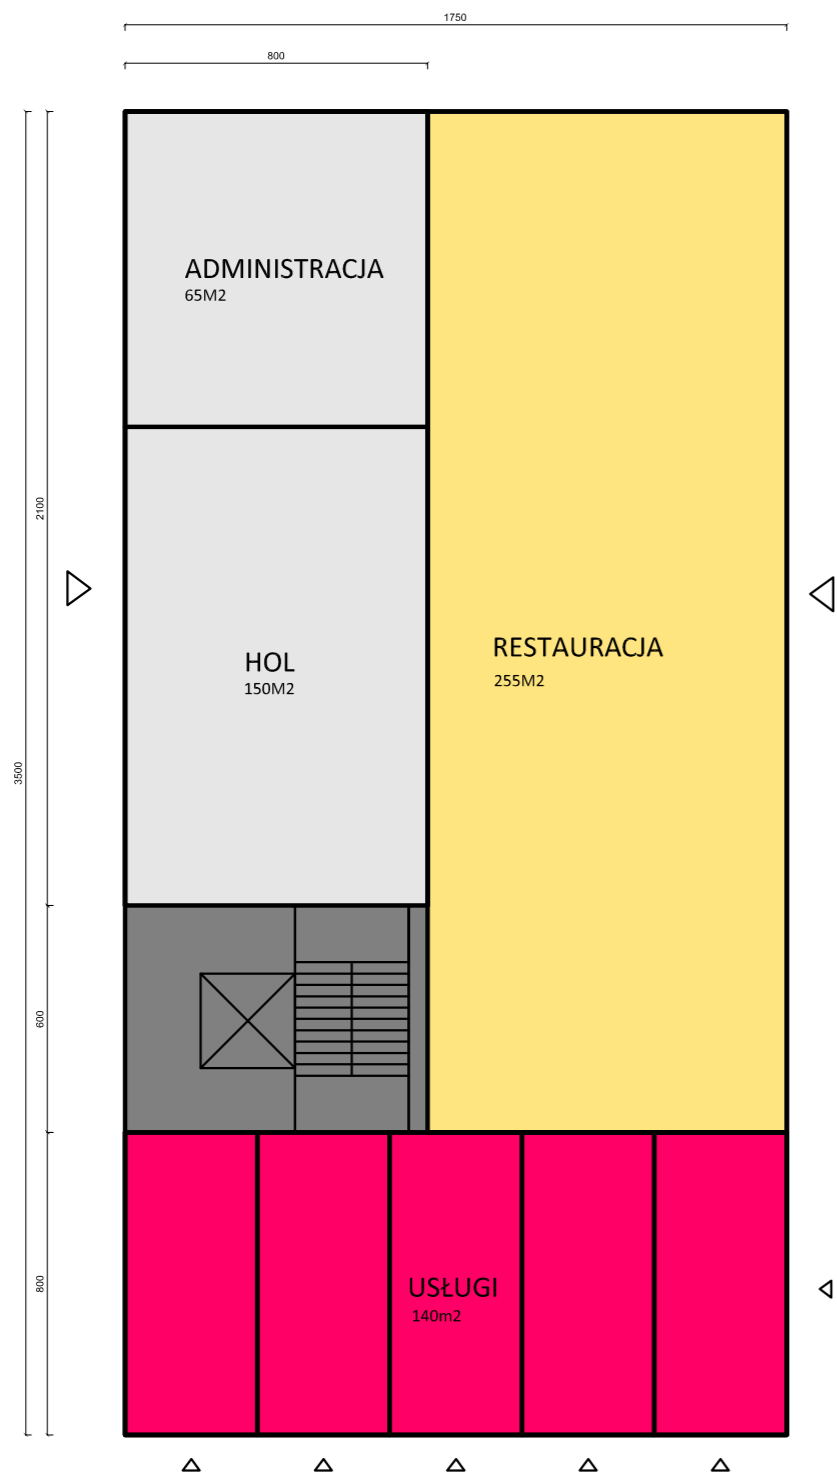 1750
800
ADMINISTRACJA
65M2
2100
HOL
150M2
RESTAURACJA
255M2
3500
600
800
USŁUGI
140m2